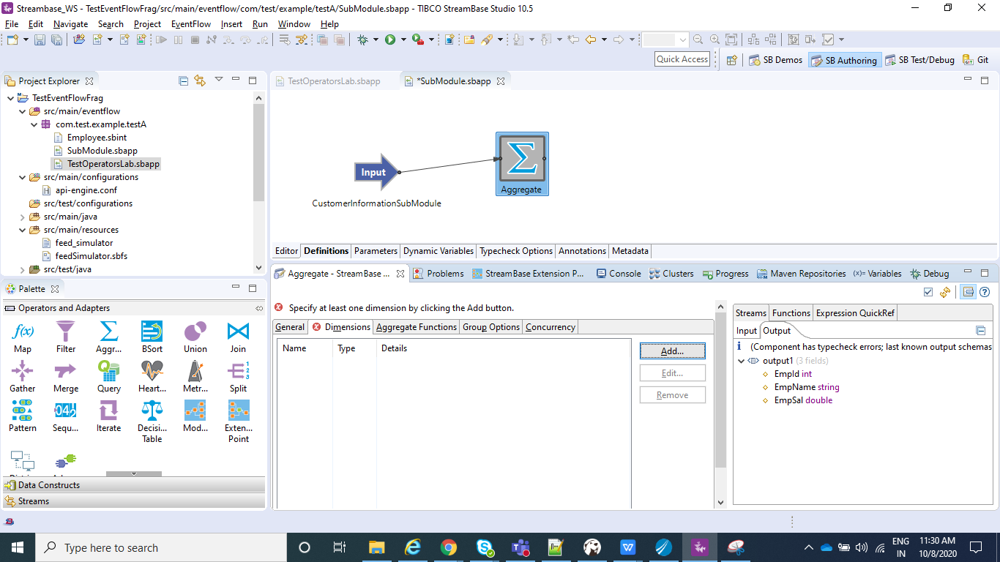 Streambase_WS - TestEventFlowFrag/src/main/eventflow/com/test/example/testA/SubModule.sbapp - TIBCO StreamBase Studio 10.5
File Edit Navigate Search Project EventFlow Insert Run Window Help
Quick Access SB Demos SB Authoring SB Test/Debug Git
Project Explorer
TestEventFlowFrag
src/main/eventflow
com.test.example.testA
Employee.sbint
SubModule.sbapp
TestOperatorsLab.sbapp
src/main/configurations
api-engine.conf
src/test/configurations
src/main/java
src/main/resources
feed_simulator
feedSimulator.sbfs
src/test/java
TestOperatorsLab.sbapp *SubModule.sbapp
Input
CustomerInformationSubModule
Aggregate
Editor Definitions Parameters Dynamic Variables Typecheck Options Annotations Metadata
Palette
Operators and Adapters
f(x)
Map Filter Aggr... BSort Union Join
1
2
3
Gather Merge Query Heart... Metr... Split
045
Pattern Sequ... Iterate Decisi... Table Mod... Exten... Point
Data Constructs
Streams
Aggregate - StreamBase ... Problems StreamBase Extension P... Console Clusters Progress Maven Repositories (x)= Variables Debug
Specify at least one dimension by clicking the Add button.
General Dimensions Aggregate Functions Group Options Concurrency
Name Type Details
Add...
Edit...
Remove
Streams Functions Expression QuickRef
Input Output
(Component has typecheck errors; last known output schemas
output1 (3 fields)
EmpId int
EmpName string
EmpSal double
Type here to search
ENG
IN
11:30 AM
10/8/2020